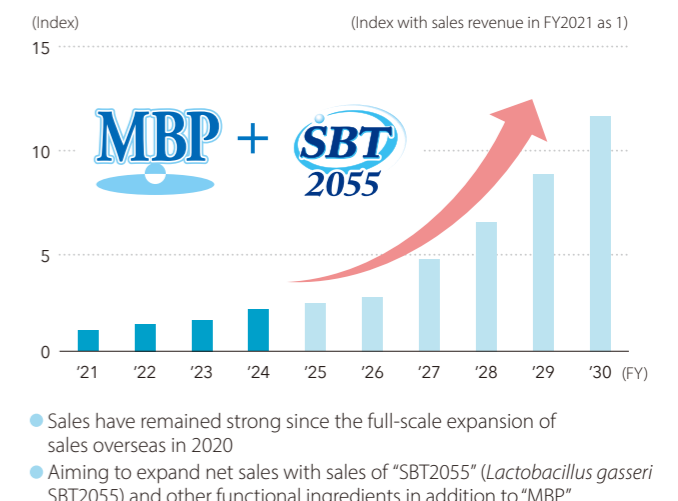 (Index)
(Index with sales revenue in FY2021 as 1)
15
MBP + SBT
2055
10
5
0
'21 '22 '23 '24 '25 '26 '27 '28 '29 '30 (FY)
Sales have remained strong since the full-scale expansion of
sales overseas in 2020
Aiming to expand net sales with sales of “SBT2055” (Lactobacillus gasseri
SBT2055) and other functional ingredients in addition to “MBP”